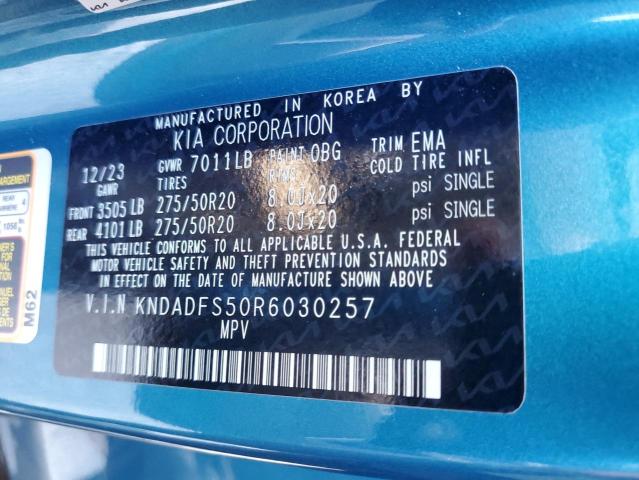 MANUFACTURED IN KOREA BY
KIA CORPORATION
12/23 GVWR 7011LB PAINT OBG TRIM EMA
GAWR TIRES RIMS COLD TIRE INFL
FRONT 3505 LB 275/50R20 8.0Jx20 psi SINGLE
REAR 4101 LB 275/50R20 8.0Jx20 psi SINGLE
THIS VEHICLE CONFORMS TO ALL APPLICABLE U.S.A. FEDERAL
MOTOR VEHICLE SAFETY AND THEFT PREVENTION STANDARDS
IN EFFECT ON THE DATE OF MANUFACTURE SHOWN ABOVE
V.I.N KNDADFS50R6030257
MPV
M62